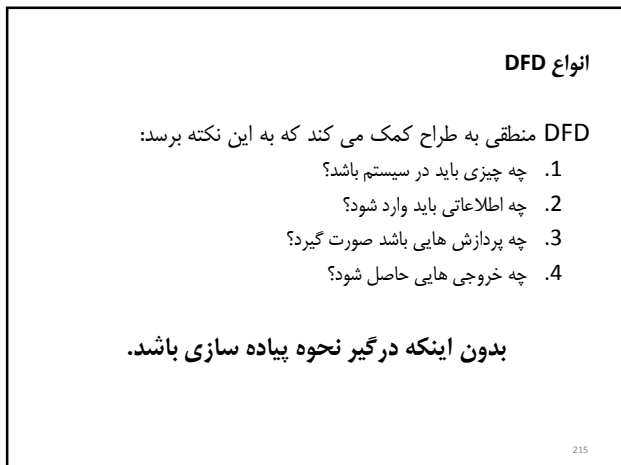 انواع DFD
DFD منطقی به طراح کمک می کند که به این نکته برسد:
1. چه چیزی باید در سیستم باشد؟
2. چه اطلاعاتی باید وارد شود؟
3. چه پردازش هایی باشد صورت گیرد؟
4. چه خروجی هایی حاصل شود؟
بدون اینکه درگیر نحوه پیاده سازی باشد.
215